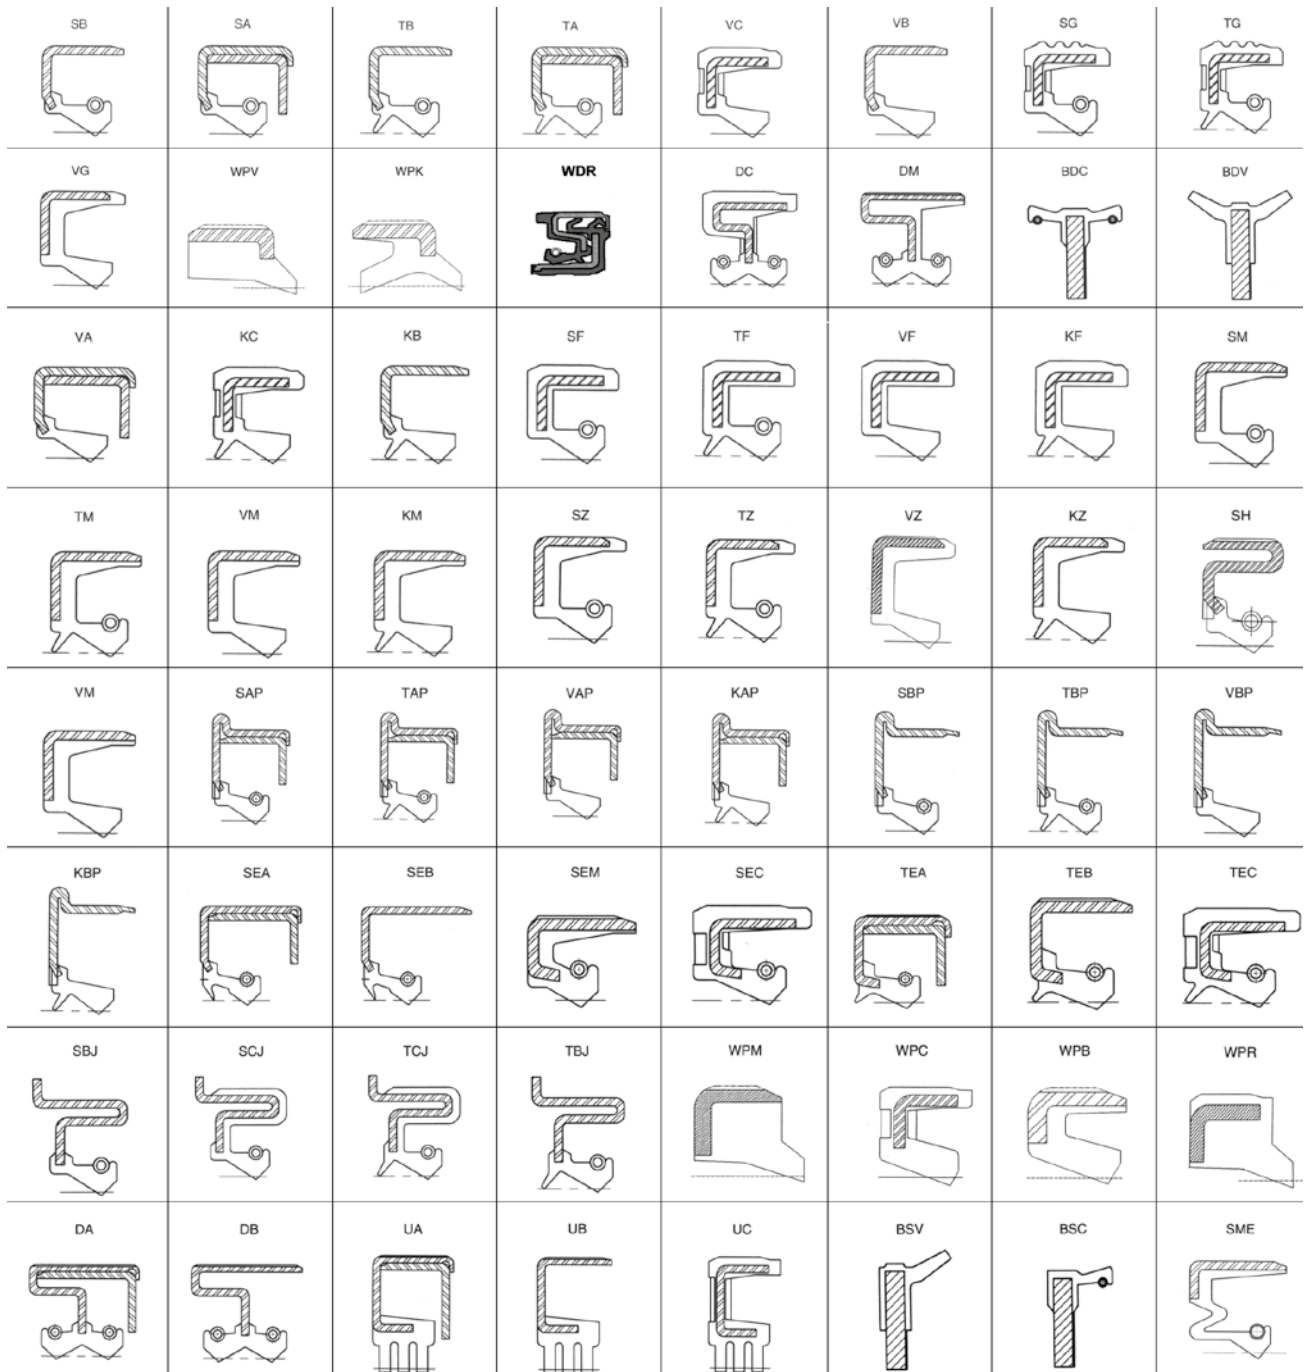 SB SA TB TA VC VB SG TG
VG WPV WPK WDR DC DM BDC BDV
VA KC KB SF TF VF KF SM
TM VM KM SZ TZ VZ KZ SH
VM SAP TAP VAP KAP SBP TBP VBP
KBP SEA SEB SEM SEC TEA TEB TEC
SBJ SCJ TCJ TBJ WPM WPC WPB WPR
DA DB UA UB UC BSV BSC SME